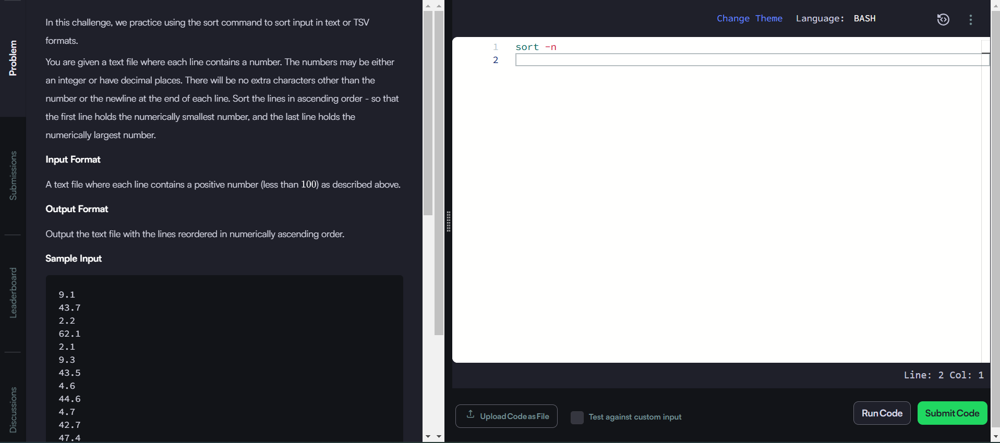 Problem
Submissions
Leaderboard
Discussions
In this challenge, we practice using the sort command to sort input in text or TSV
formats.
You are given a text file where each line contains a number. The numbers may be either
an integer or have decimal places. There will be no extra characters other than the
number or the newline at the end of each line. Sort the lines in ascending order - so that
the first line holds the numerically smallest number, and the last line holds the
numerically largest number.
Input Format
A text file where each line contains a positive number (less than 100) as described above.
Output Format
Output the text file with the lines reordered in numerically ascending order.
Sample Input
9.1
43.7
2.2
62.1
2.1
9.3
43.5
4.6
44.6
4.7
42.7
47.4
Change Theme Language: BASH
1 sort -n
2
Line: 2 Col: 1
Upload Code as File
Test against custom input
Run Code
Submit Code